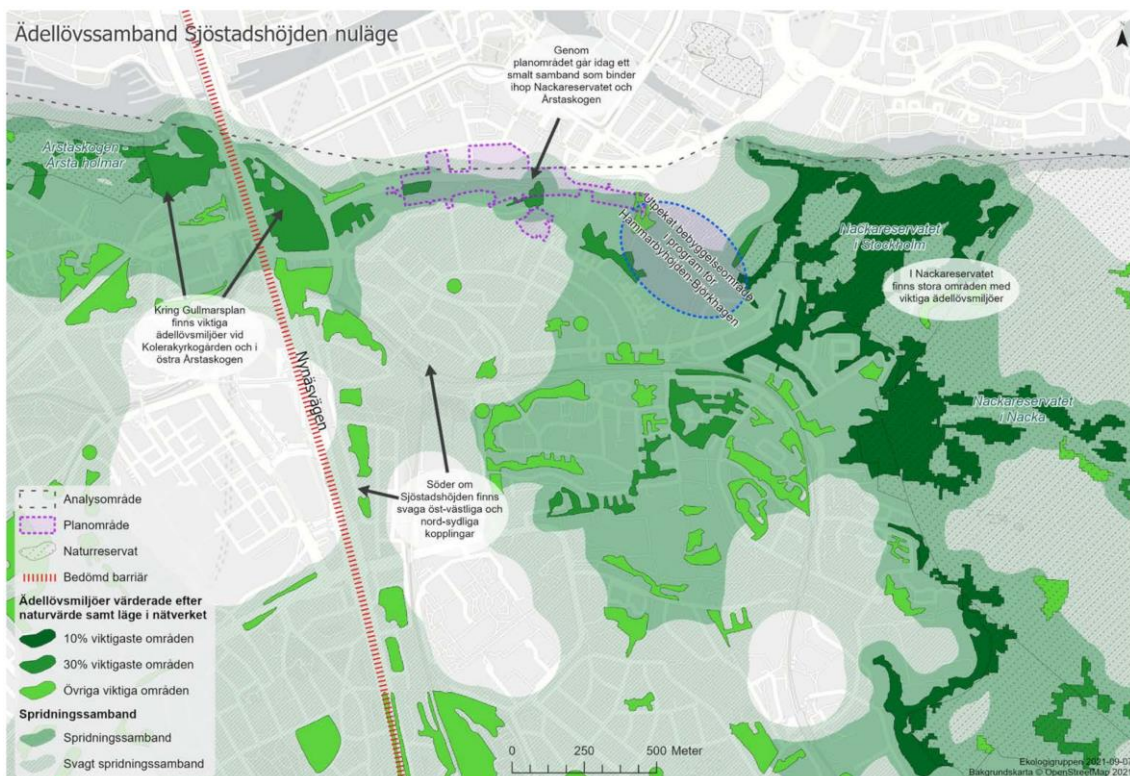 Ädellövssamband Sjöstadshöjden nuläge
Genom
planområdet går idag ett
smalt samband som binder
ihop Nackareservatet och
Årstaskogen
Årstaskogen -
Årsta holmar
Utpekat bebyggelseområde
i program för
Hammarbyhöjden-Björkhagen
Nackareservatet
i Stockholm
I Nackareservatet
finns stora områden med
viktiga ädellövsmiljöer
Kring Gullmarsplan
finns viktiga
ädellövsmiljöer vid
Kolerakyrkogården och i
östra Årstaskogen
Nynäsvägen
Nackareservatet
i Nacka
Söder om
Sjöstadshöjden finns
svaga öst-västliga och
nord-sydliga
kopplingar
Analysområde
Planområde
Naturreservat
Bedömd barriär
Ädellövsmiljöer värderade efter
naturvärde samt läge i nätverket
10% viktigaste områden
30% viktigaste områden
Övriga viktiga områden
Spridningssamband
Spridningssamband
Svagt spridningssamband
0 250 500 Meter
Ekologigruppen 2021-09-07
Bakgrundskarta © OpenStreetMap 2021